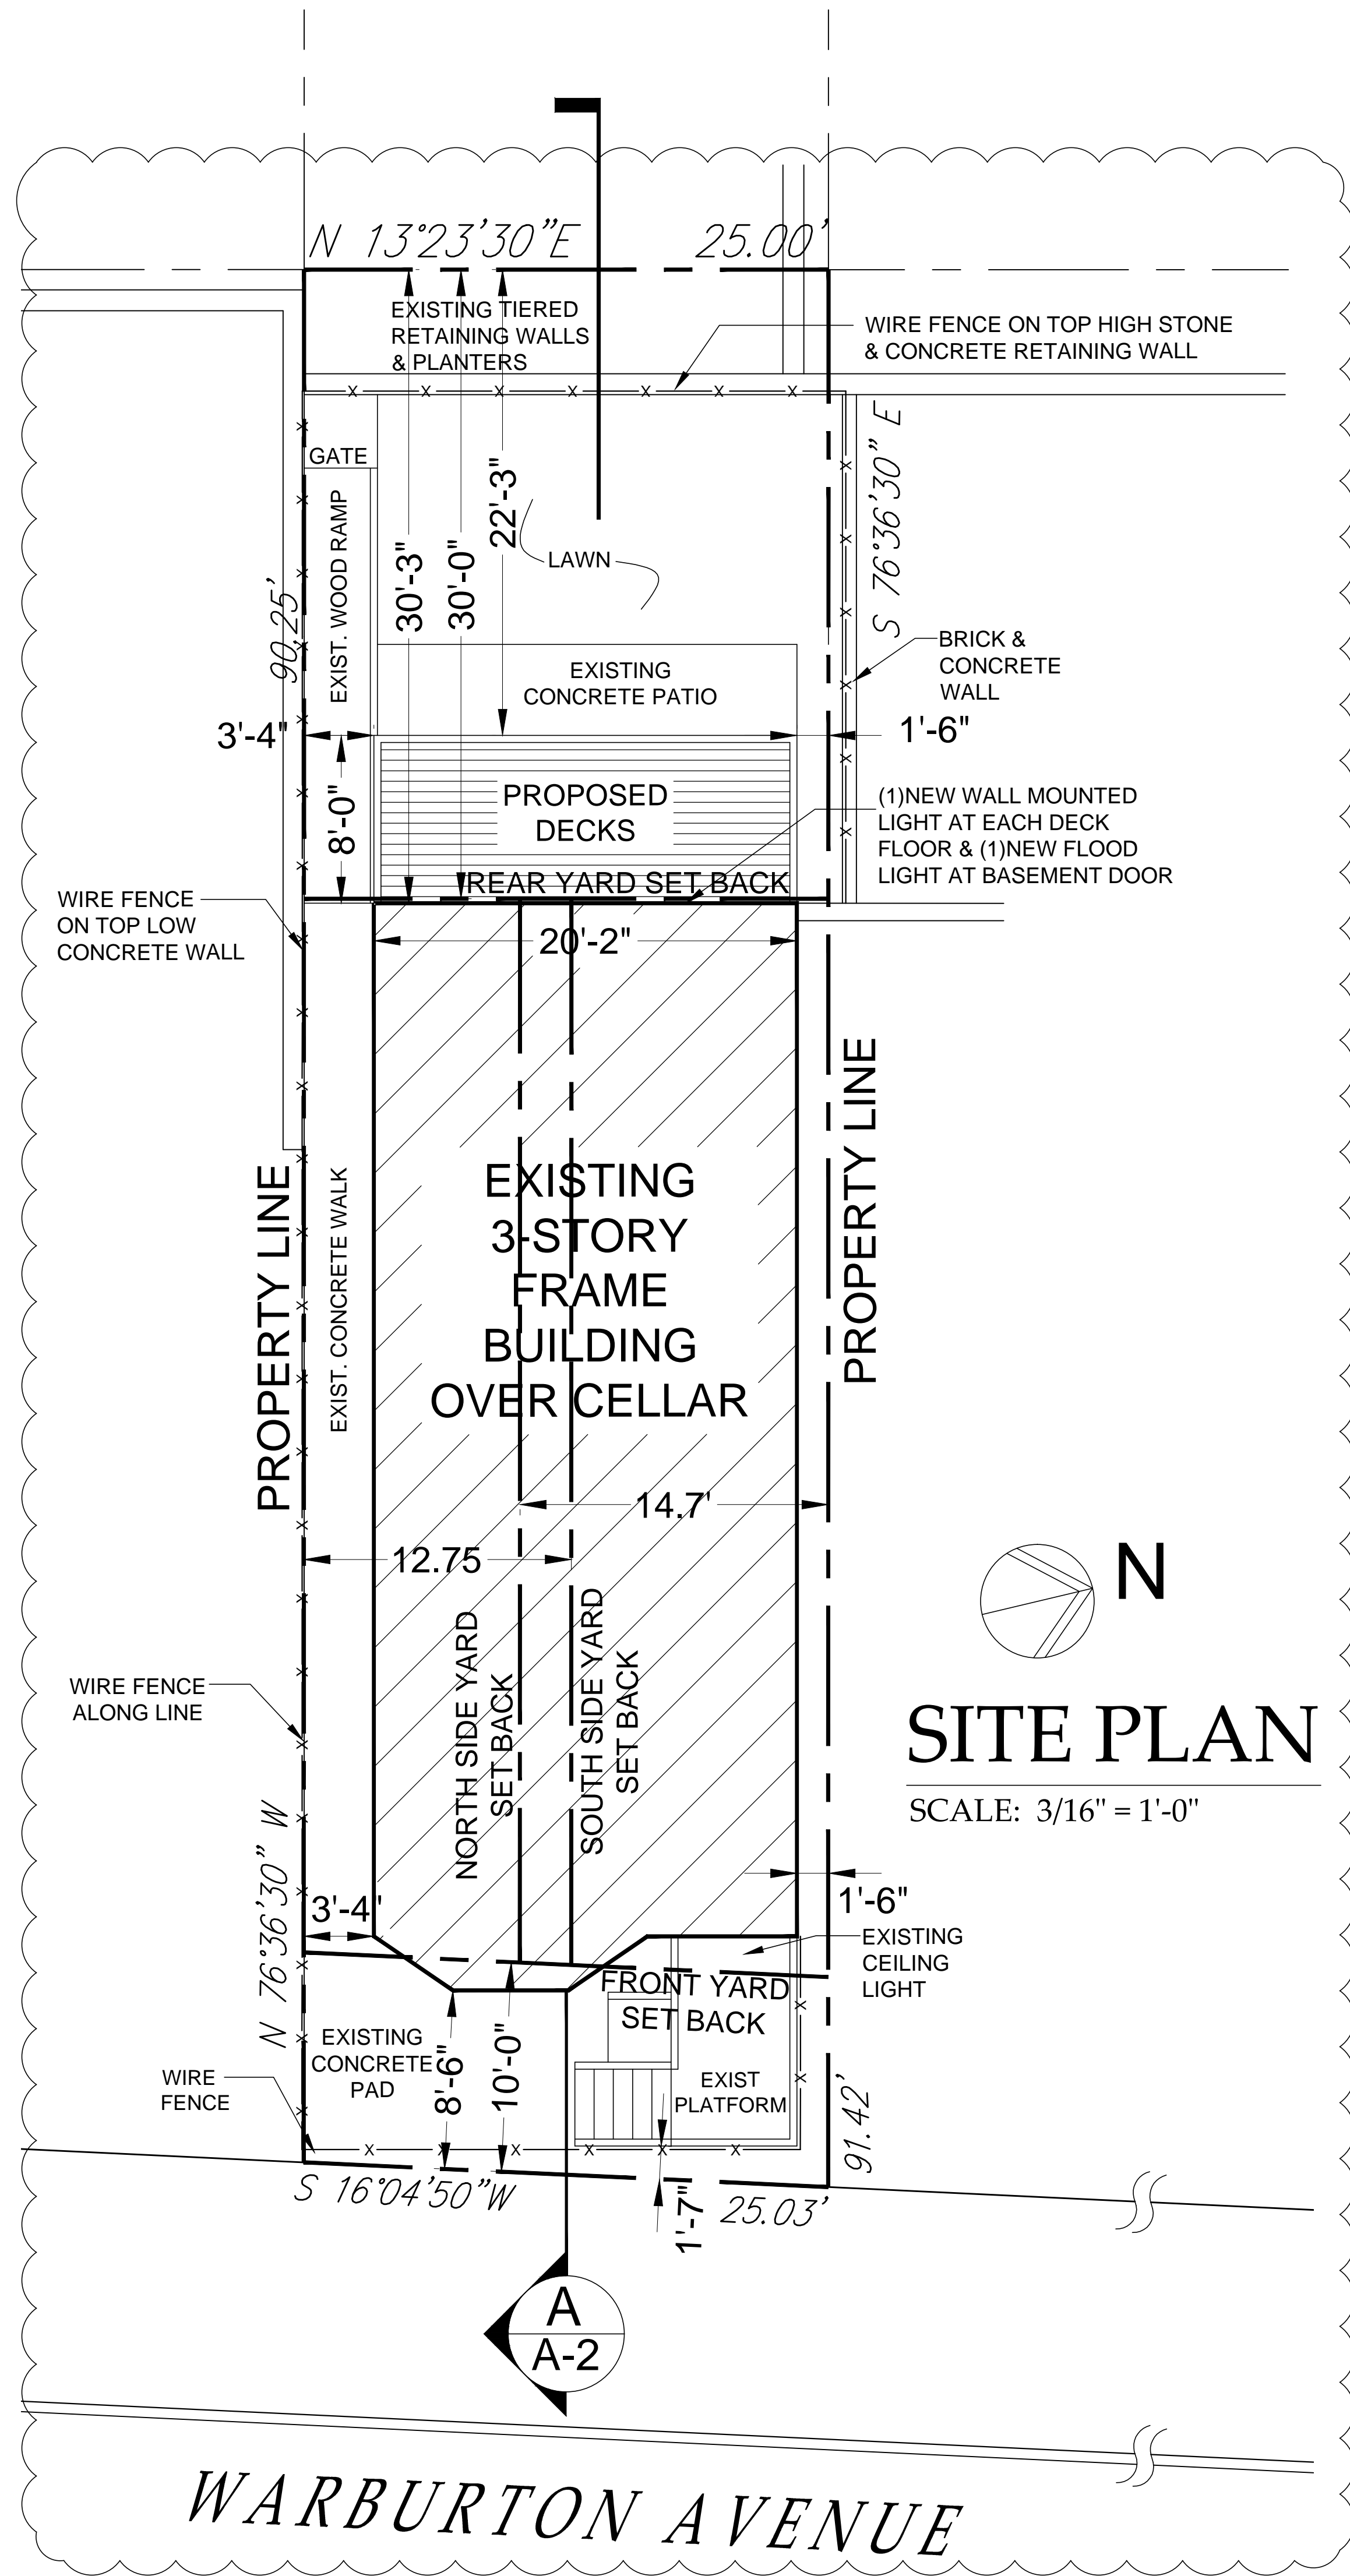 N 13°23'30"E 25.00'
EXISTING TIERED
RETAINING WALLS
& PLANTERS
WIRE FENCE ON TOP HIGH STONE
& CONCRETE RETAINING WALL
GATE
S 76°36'30" E
22'-3"
30'-3"
30'-0"
EXIST. WOOD RAMP
LAWN
90.25'
BRICK &
CONCRETE
WALL
EXISTING
CONCRETE PATIO
3'-4"
1'-6"
8'-0"
PROPOSED
DECKS
(1)NEW WALL MOUNTED
LIGHT AT EACH DECK
FLOOR & (1)NEW FLOOD
LIGHT AT BASEMENT DOOR
REAR YARD SET BACK
WIRE FENCE
ON TOP LOW
CONCRETE WALL
20'-2"
PROPERTY LINE
PROPERTY LINE
EXIST. CONCRETE WALK
EXISTING
3-STORY
FRAME
BUILDING
OVER CELLAR
14.7'
12.75
N
NORTH SIDE YARD
SET BACK
SOUTH SIDE YARD
SET BACK
WIRE FENCE
ALONG LINE
SITE PLAN
SCALE: 3/16" = 1'-0"
N 76°36'30" W
3'-4"
1'-6"
EXISTING
CEILING
LIGHT
FRONT YARD
SET BACK
EXISTING
CONCRETE
PAD
8'-6"
10'-0"
EXIST
PLATFORM
WIRE
FENCE
91.42'
S 16°04'50"W
1'-7"
25.03'
A
A-2
WARBURTON AVENUE